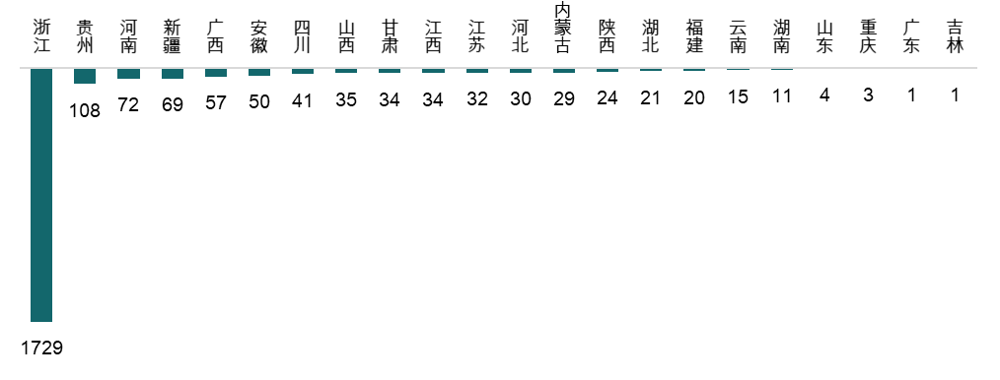 浙江
贵州
河南
新疆
广西
安徽
四川
山西
甘肃
江西
江苏
河北
内蒙古
陕西
湖北
福建
云南
湖南
山东
重庆
广东
吉林
1729
108
72
69
57
50
41
35
34
34
32
30
29
24
21
20
15
11
4
3
1
1